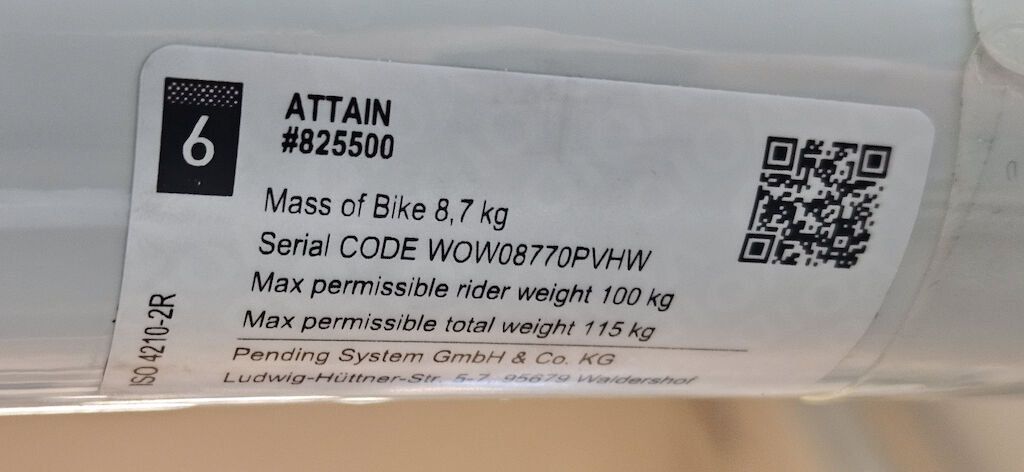 6
ATTAIN
#825500
Mass of Bike 8,7 kg
Serial CODE WOW08770PVHW
Max permissible rider weight 100 kg
Max permissible total weight 115 kg
Pending System GmbH & Co. KG
Ludwig-Hüttner-Str. 5-7, 95679 Waldershof
ISO 4210-2R